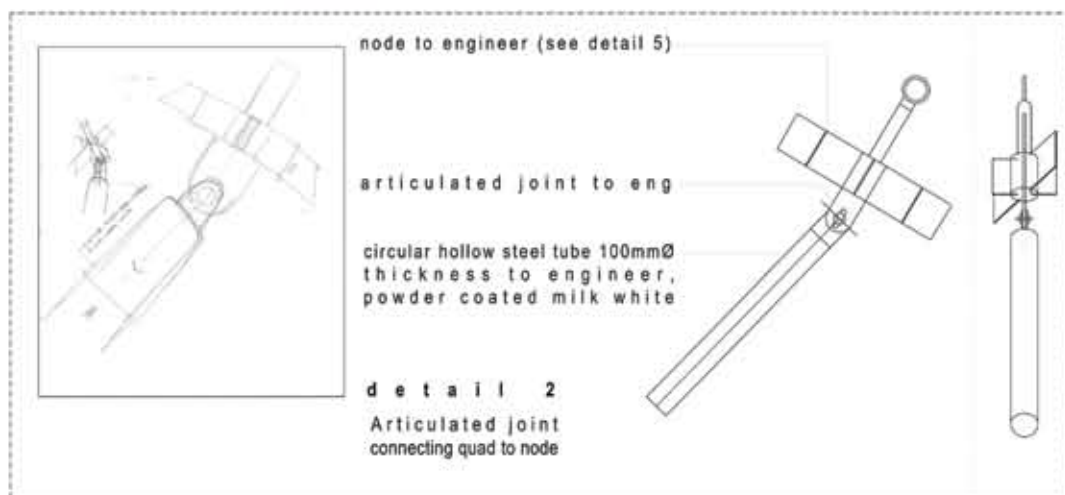 node to engineer (see detail 5)
articulated joint to eng
circular hollow steel tube 100mmØ
thickness to engineer,
powder coated milk white
detail 2
Articulated joint
connecting quad to node